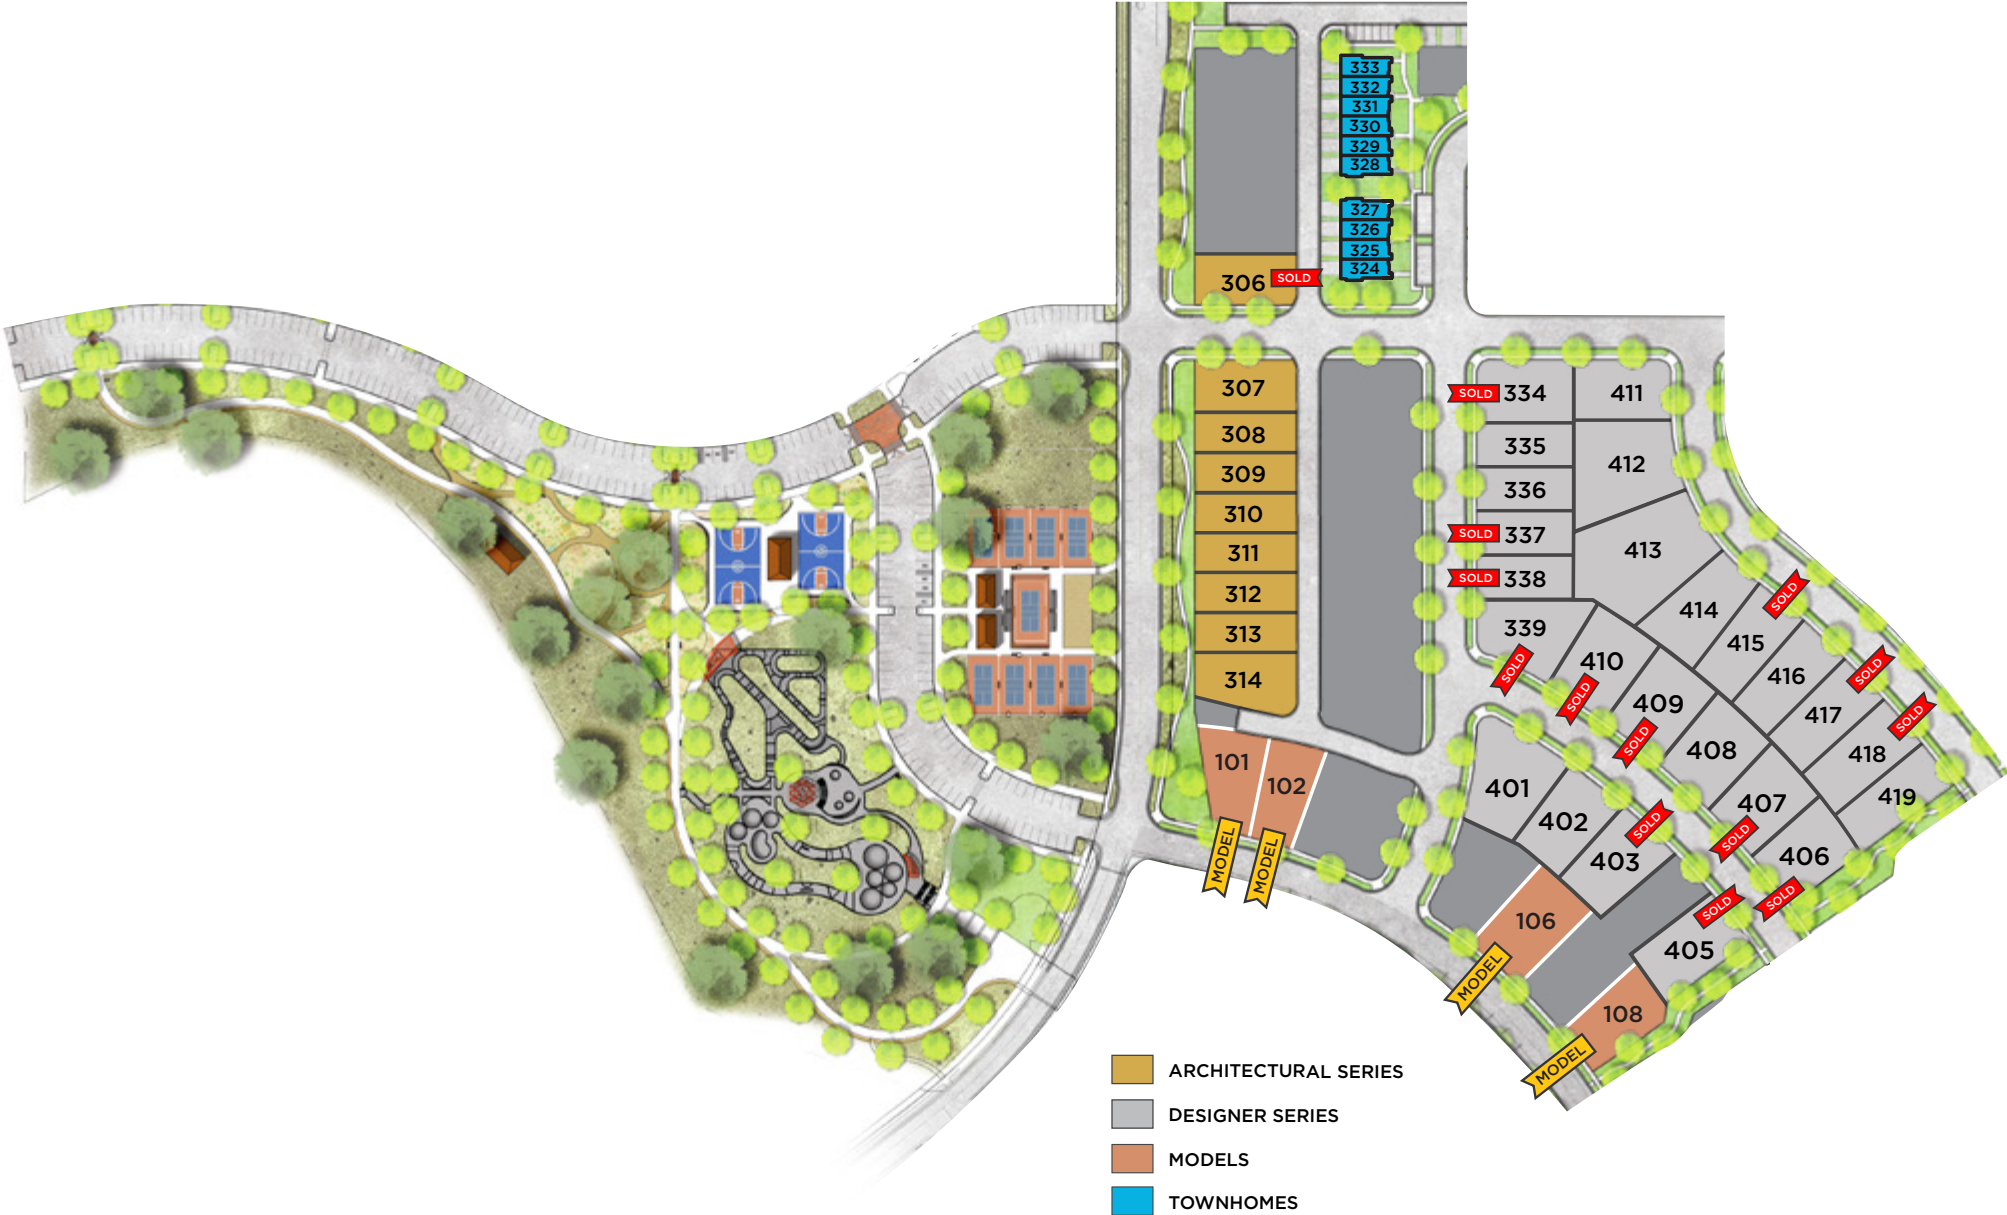 333
332
331
330
329
328
327
326
325
324
306 SOLD
307
308
309
310
311
312
313
314
SOLD 334 411
335 412
336
SOLD 337 413
SOLD 338
339 SOLD
414
415 SOLD
410 SOLD
416
409 SOLD
417 SOLD
408
418 SOLD
419
407 SOLD
406 SOLD
401
402
403 SOLD
405 SOLD
101 MODEL
102 MODEL
106 MODEL
108 MODEL
ARCHITECTURAL SERIES
DESIGNER SERIES
MODELS
TOWNHOMES